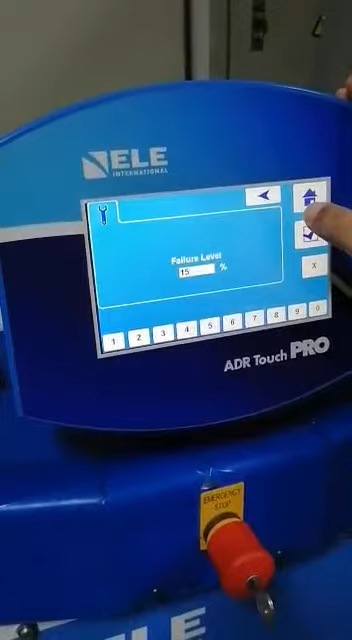 ELE
INTERNATIONAL
Failure Level
15 %
X
1 2 3 4 5 6 7 8 9 0
ADR Touch PRO
EMERGENCY
STOP
ELE